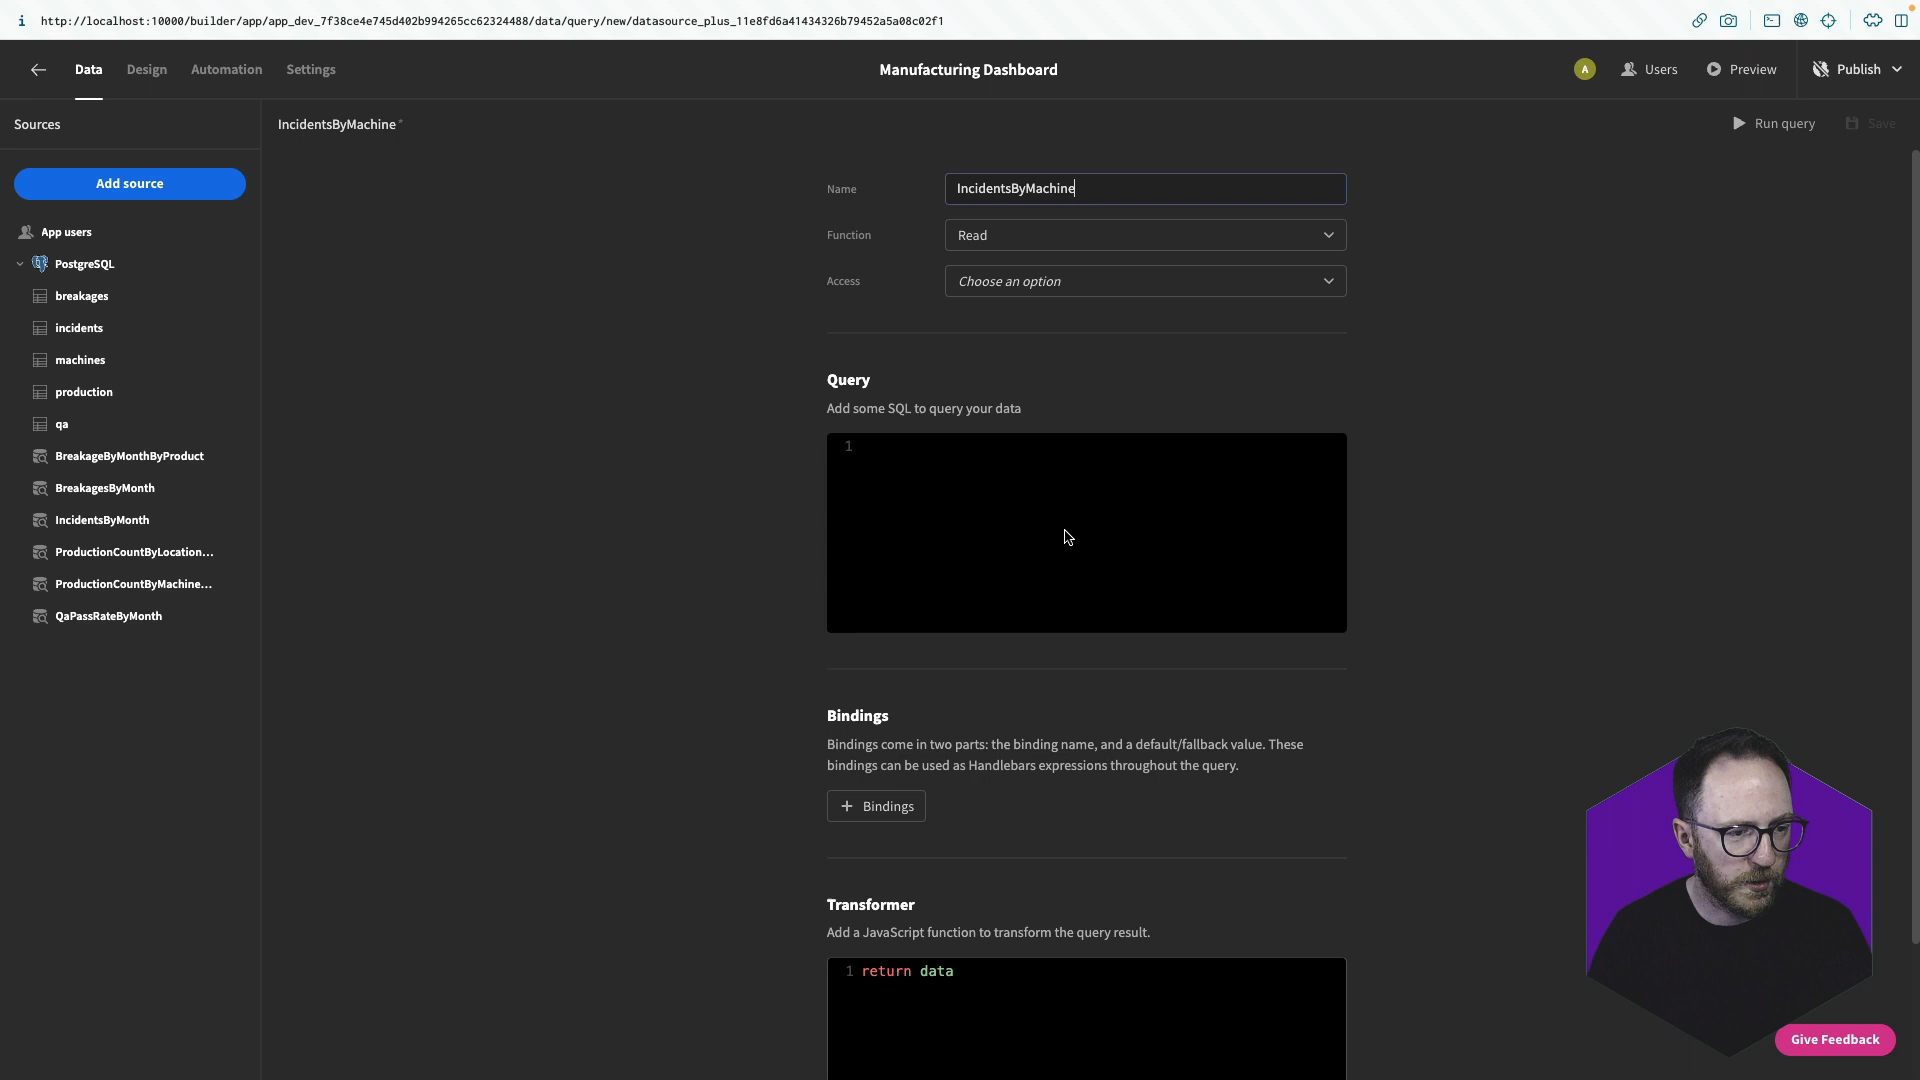 http://localhost:10000/builder/app/app_dev_7f38ce4e745d402b994265cc62324488/data/query/new/datasource_plus_11e8fd6a41434326b79452a5a08c02f1
Data
Design
Automation
Settings
Manufacturing Dashboard
A
Users
Preview
Publish
Sources
IncidentsByMachine*
Run query
Save
Add source
App users
PostgreSQL
breakages
incidents
machines
production
qa
BreakageByMonthByProduct
BreakagesByMonth
IncidentsByMonth
ProductionCountByLocation...
ProductionCountByMachine...
QaPassRateByMonth
Name
IncidentsByMachine
Function
Read
Access
Choose an option
Query
Add some SQL to query your data
1
Bindings
Bindings come in two parts: the binding name, and a default/fallback value. These
bindings can be used as Handlebars expressions throughout the query.
+ Bindings
Transformer
Add a JavaScript function to transform the query result.
1 return data
Give Feedback